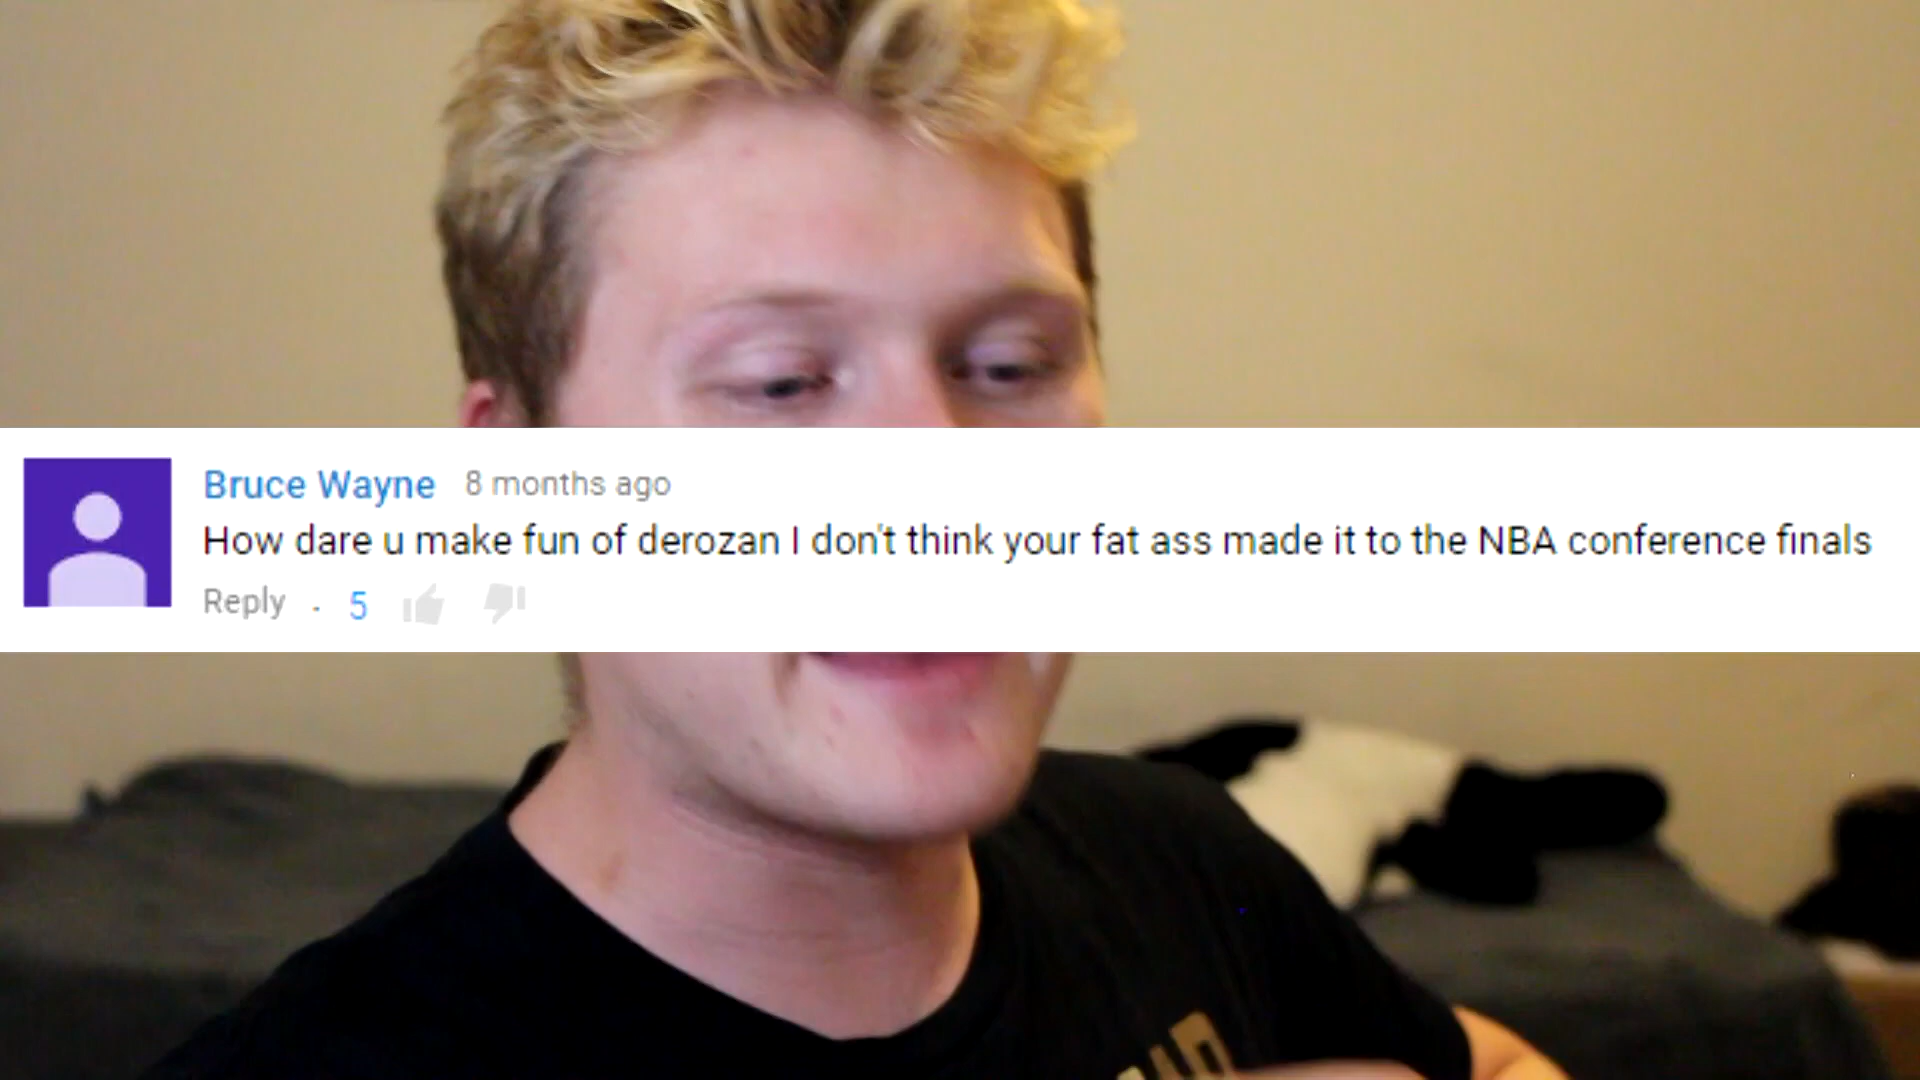 Bruce Wayne 8 months ago
How dare u make fun of derozan I don't think your fat ass made it to the NBA conference finals
Reply . 5